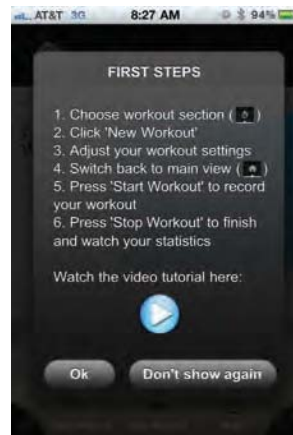 AT&T 3G 8:27 AM 94%
FIRST STEPS
1. Choose workout section ( )
2. Click 'New Workout'
3. Adjust your workout settings
4. Switch back to main view ( )
5. Press 'Start Workout' to record
your workout
6. Press 'Stop Workout' to finish
and watch your statistics
Watch the video tutorial here:
Ok Don't show again